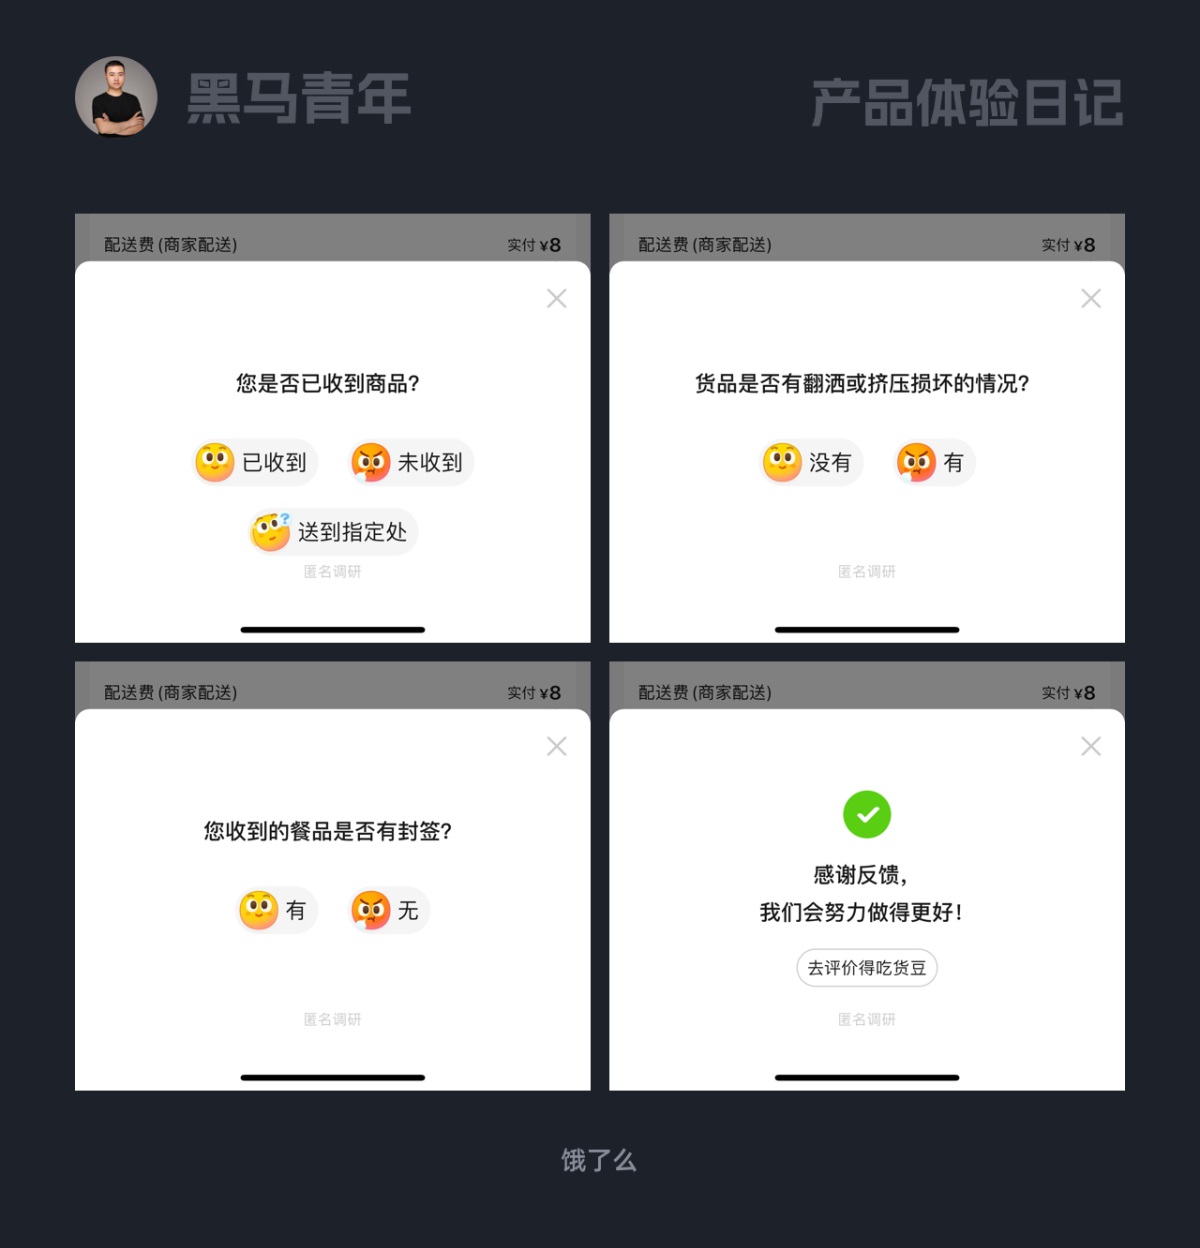 黑马青年
产品体验日记
配送费(商家配送) 实付 ¥8
您是否已收到商品?
已收到 未收到
送到指定处
匿名调研
配送费(商家配送) 实付 ¥8
货品是否有翻洒或挤压损坏的情况?
没有 有
匿名调研
配送费(商家配送) 实付 ¥8
您收到的餐品是否有封签?
有 无
匿名调研
配送费(商家配送) 实付 ¥8
感谢反馈,
我们会努力做得更好!
去评价得吃货豆
匿名调研
饿了么